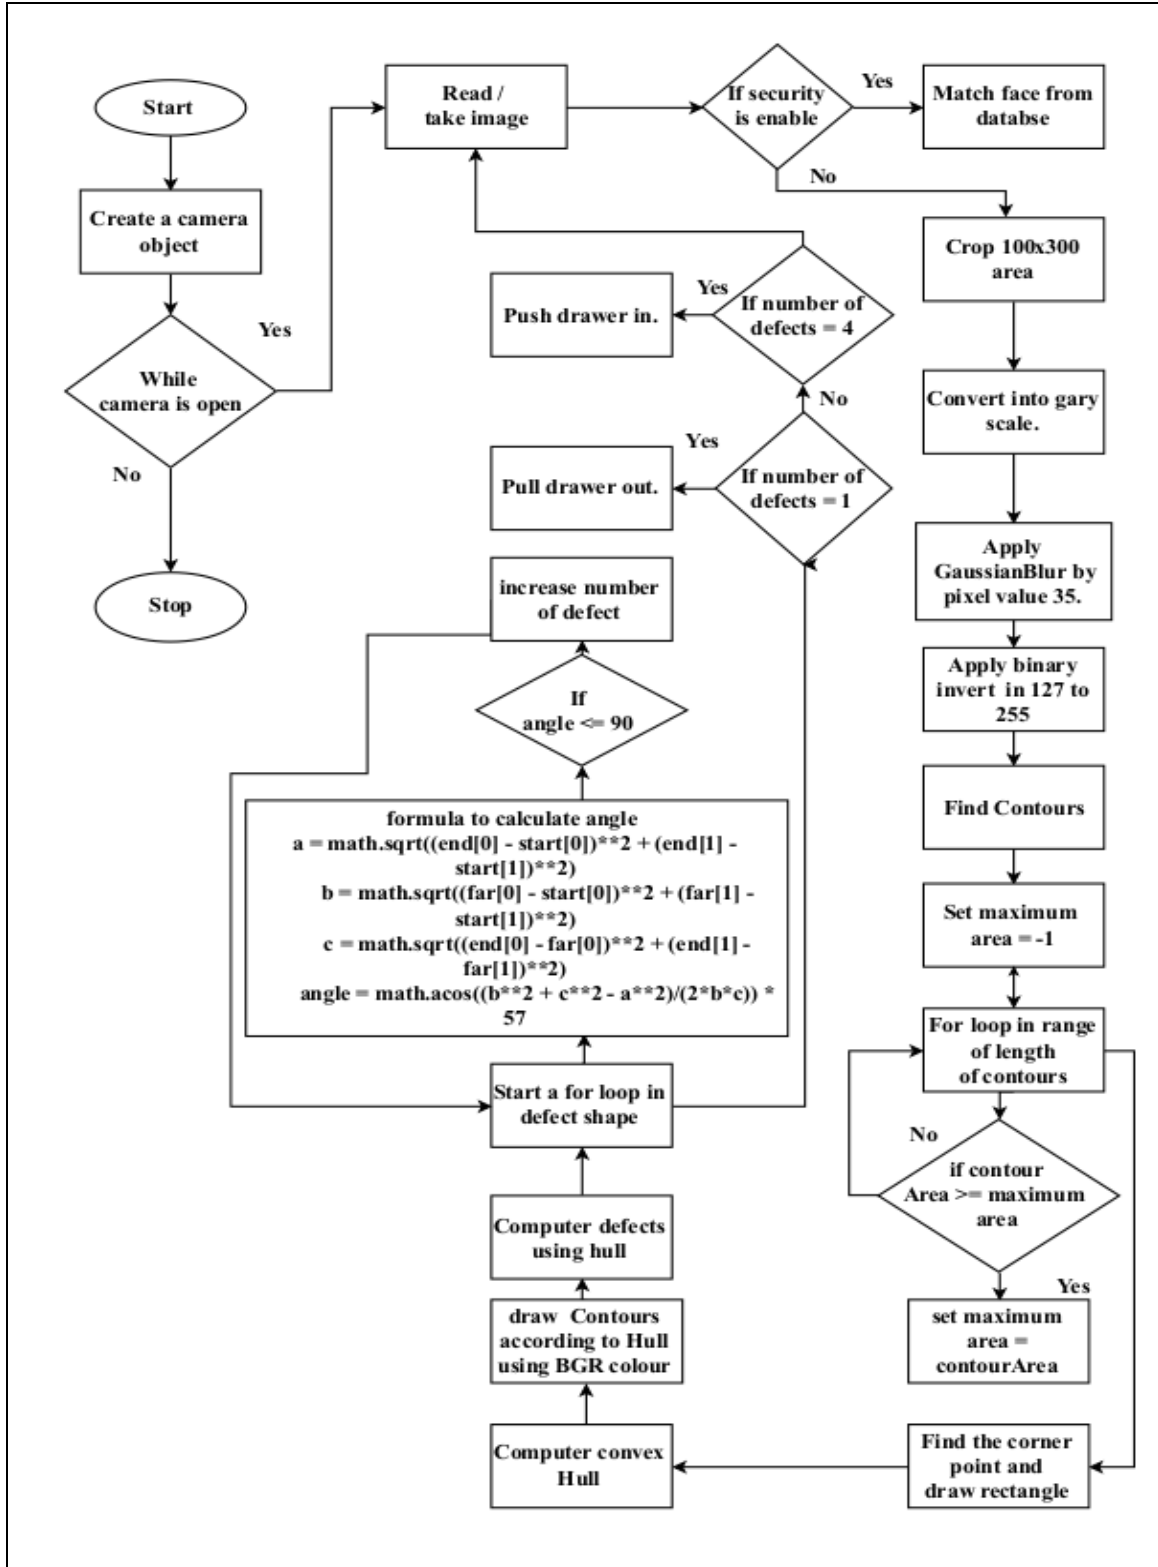 Start
Create a camera
object
While
camera is open
Yes
No
Stop
Read /
take image
If security
is enable
Yes
Match face from
databse
No
Crop 100x300
area
Convert into gary
scale.
Apply
GaussianBlur by
pixel value 35.
Apply binary
invert in 127 to
255
Find Contours
Set maximum
area = -1
For loop in range
of length
of contours
No
if contour
Area >= maximum
area
Yes
set maximum
area =
contourArea
Find the corner
point and
draw rectangle
Computer convex
Hull
draw Contours
according to Hull
using BGR colour
Computer defects
using hull
Start a for loop in
defect shape
formula to calculate angle
a = math.sqrt((end[0] - start[0])**2 + (end[1] -
start[1])**2)
b = math.sqrt((far[0] - start[0])**2 + (far[1] -
start[1])**2)
c = math.sqrt((end[0] - far[0])**2 + (end[1] -
far[1])**2)
angle = math.acos((b**2 + c**2 - a**2)/(2*b*c)) *
57
If
angle <= 90
increase number
of defect
If number of
defects = 1
Yes
Pull drawer out.
No
If number of
defects = 4
Yes
Push drawer in.